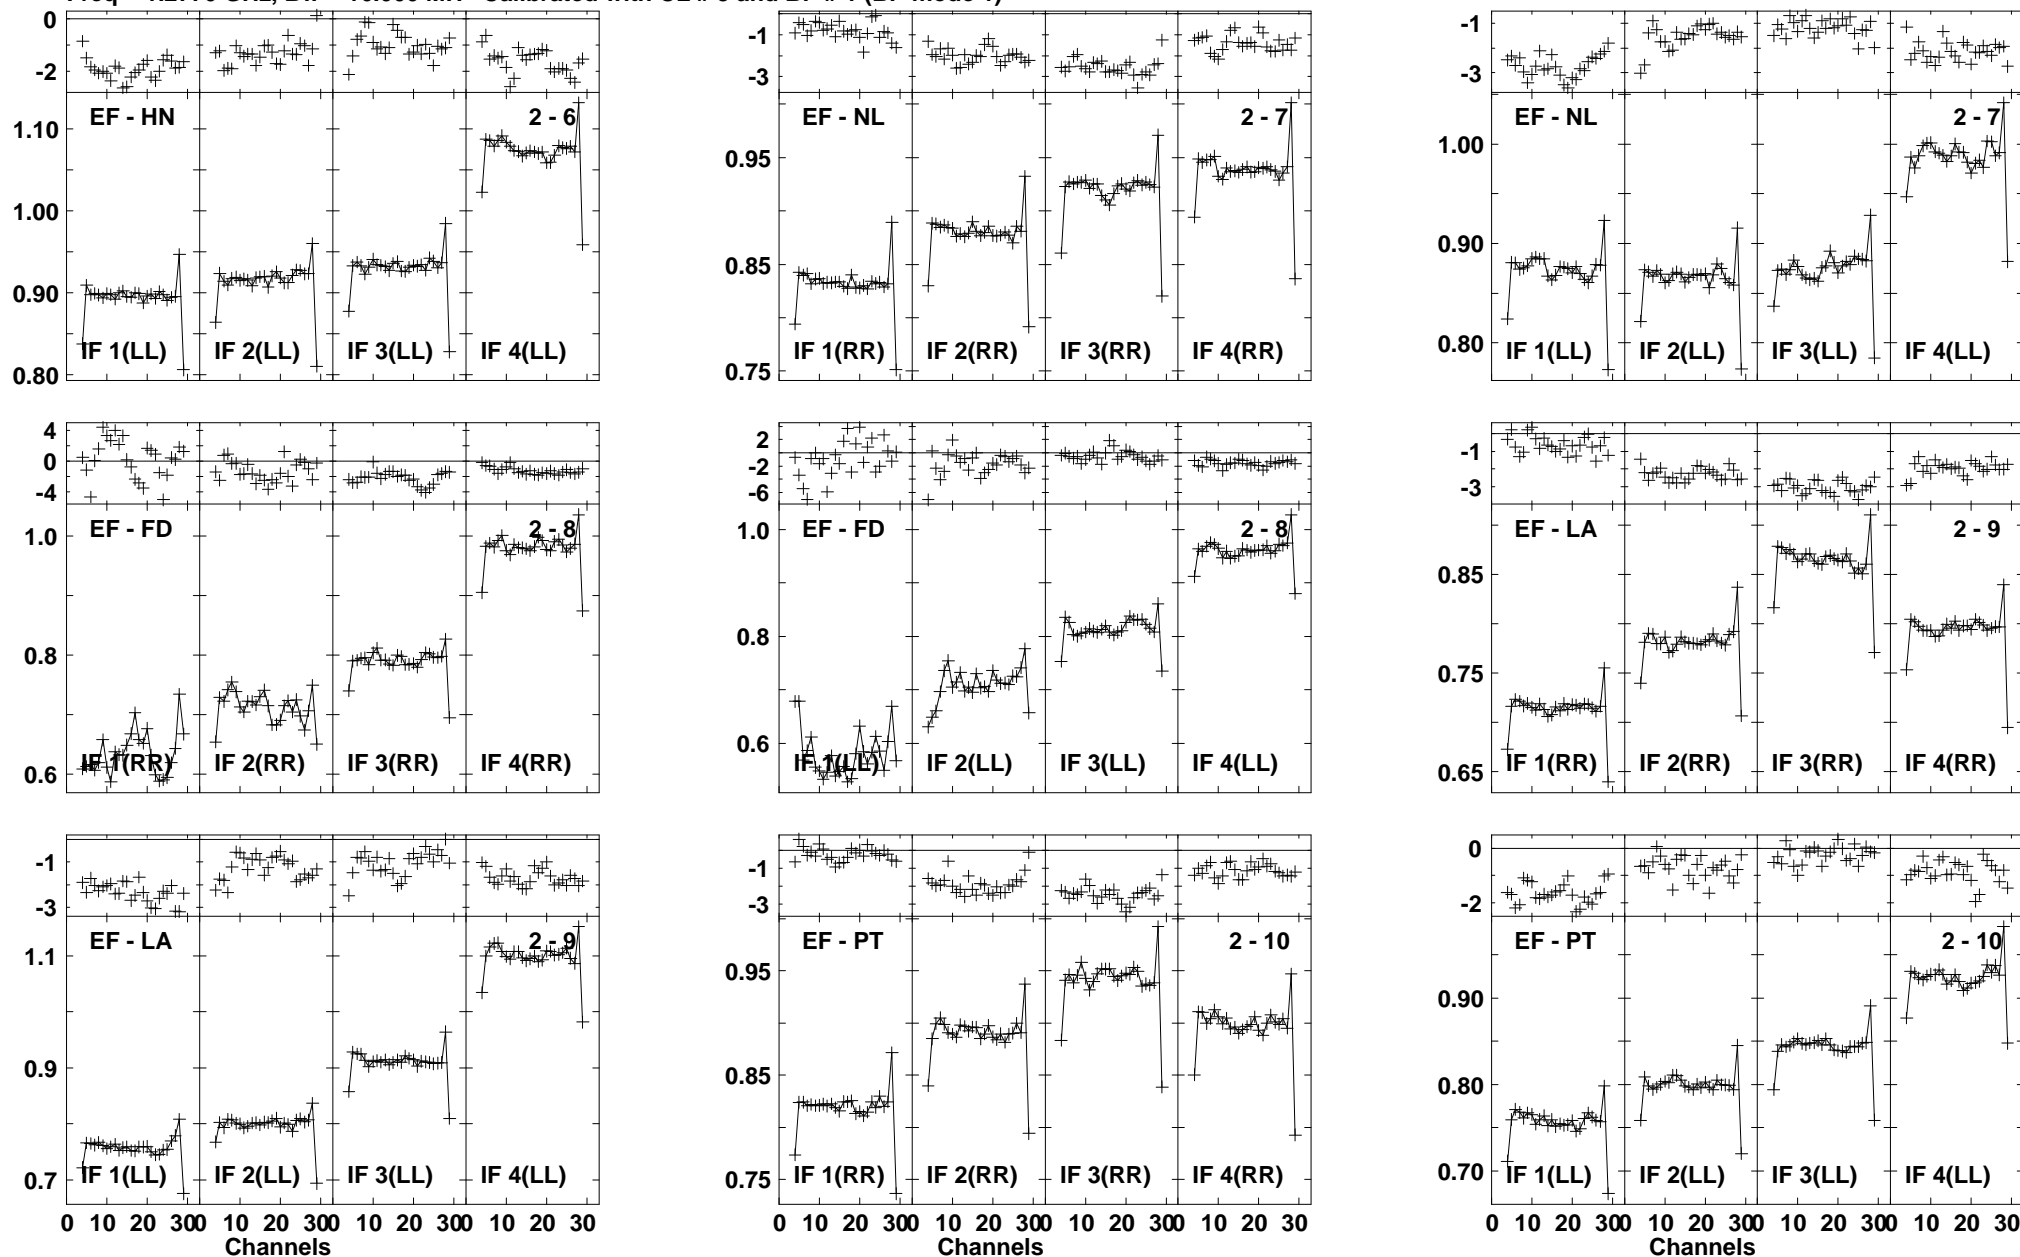 0
-2
EF - HN
2 - 6
1.10
1.00
0.90
0.80
IF 1(LL) IF 2(LL) IF 3(LL) IF 4(LL)
-1
-3
EF - NL
2 - 7
0.95
0.85
0.75
IF 1(RR) IF 2(RR) IF 3(RR) IF 4(RR)
-1
-3
EF - NL
2 - 7
1.00
0.90
0.80
IF 1(LL) IF 2(LL) IF 3(LL) IF 4(LL)
4
0
-4
EF - FD
2 - 8
1.0
0.8
0.6
IF 1(RR) IF 2(RR) IF 3(RR) IF 4(RR)
2
-2
-6
EF - FD
2 - 8
1.0
0.8
0.6
IF 1(LL) IF 2(LL) IF 3(LL) IF 4(LL)
-1
-3
EF - LA
2 - 9
0.85
0.75
0.65
IF 1(RR) IF 2(RR) IF 3(RR) IF 4(RR)
-1
-3
EF - LA
2 - 9
1.1
0.9
0.7
IF 1(LL) IF 2(LL) IF 3(LL) IF 4(LL)
0 10 20 30 0 10 20 30 0 10 20 30 0 10 20 30
Channels
-1
-3
EF - PT
2 - 10
0.95
0.85
0.75
IF 1(RR) IF 2(RR) IF 3(RR) IF 4(RR)
0 10 20 30 0 10 20 30 0 10 20 30 0 10 20 30
Channels
0
-2
EF - PT
2 - 10
0.90
0.80
0.70
IF 1(LL) IF 2(LL) IF 3(LL) IF 4(LL)
0 10 20 30 0 10 20 30 0 10 20 30 0 10 20 30
Channels